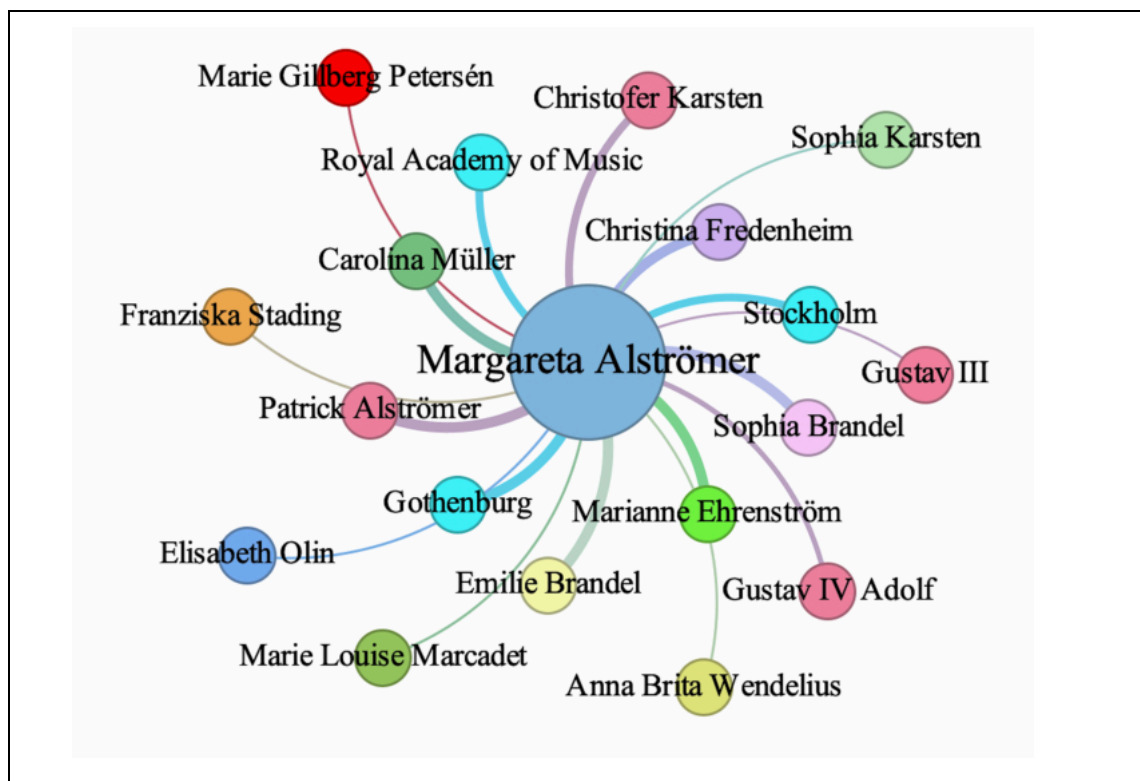 Marie Gillberg Petersén
Christofer Karsten
Sophia Karsten
Royal Academy of Music
Christina Fredenheim
Carolina Müller
Franziska Stading
Stockholm
Margareta Alströmer
Gustav III
Patrick Alströmer
Sophia Brandel
Gothenburg
Marianne Ehrenström
Elisabeth Olin
Emilie Brandel
Gustav IV Adolf
Marie Louise Marcadet
Anna Brita Wendelius